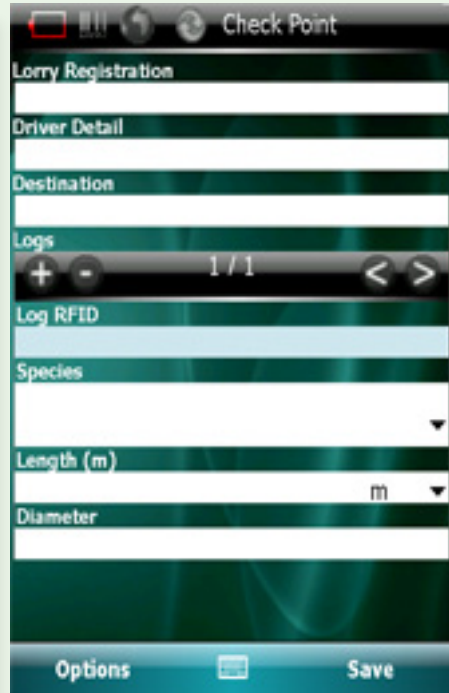 Check Point
Lorry Registration
Driver Detail
Destination
Logs
+ - 1 / 1 < >
Log RFID
Species
Length (m)
m
Diameter
Options Save